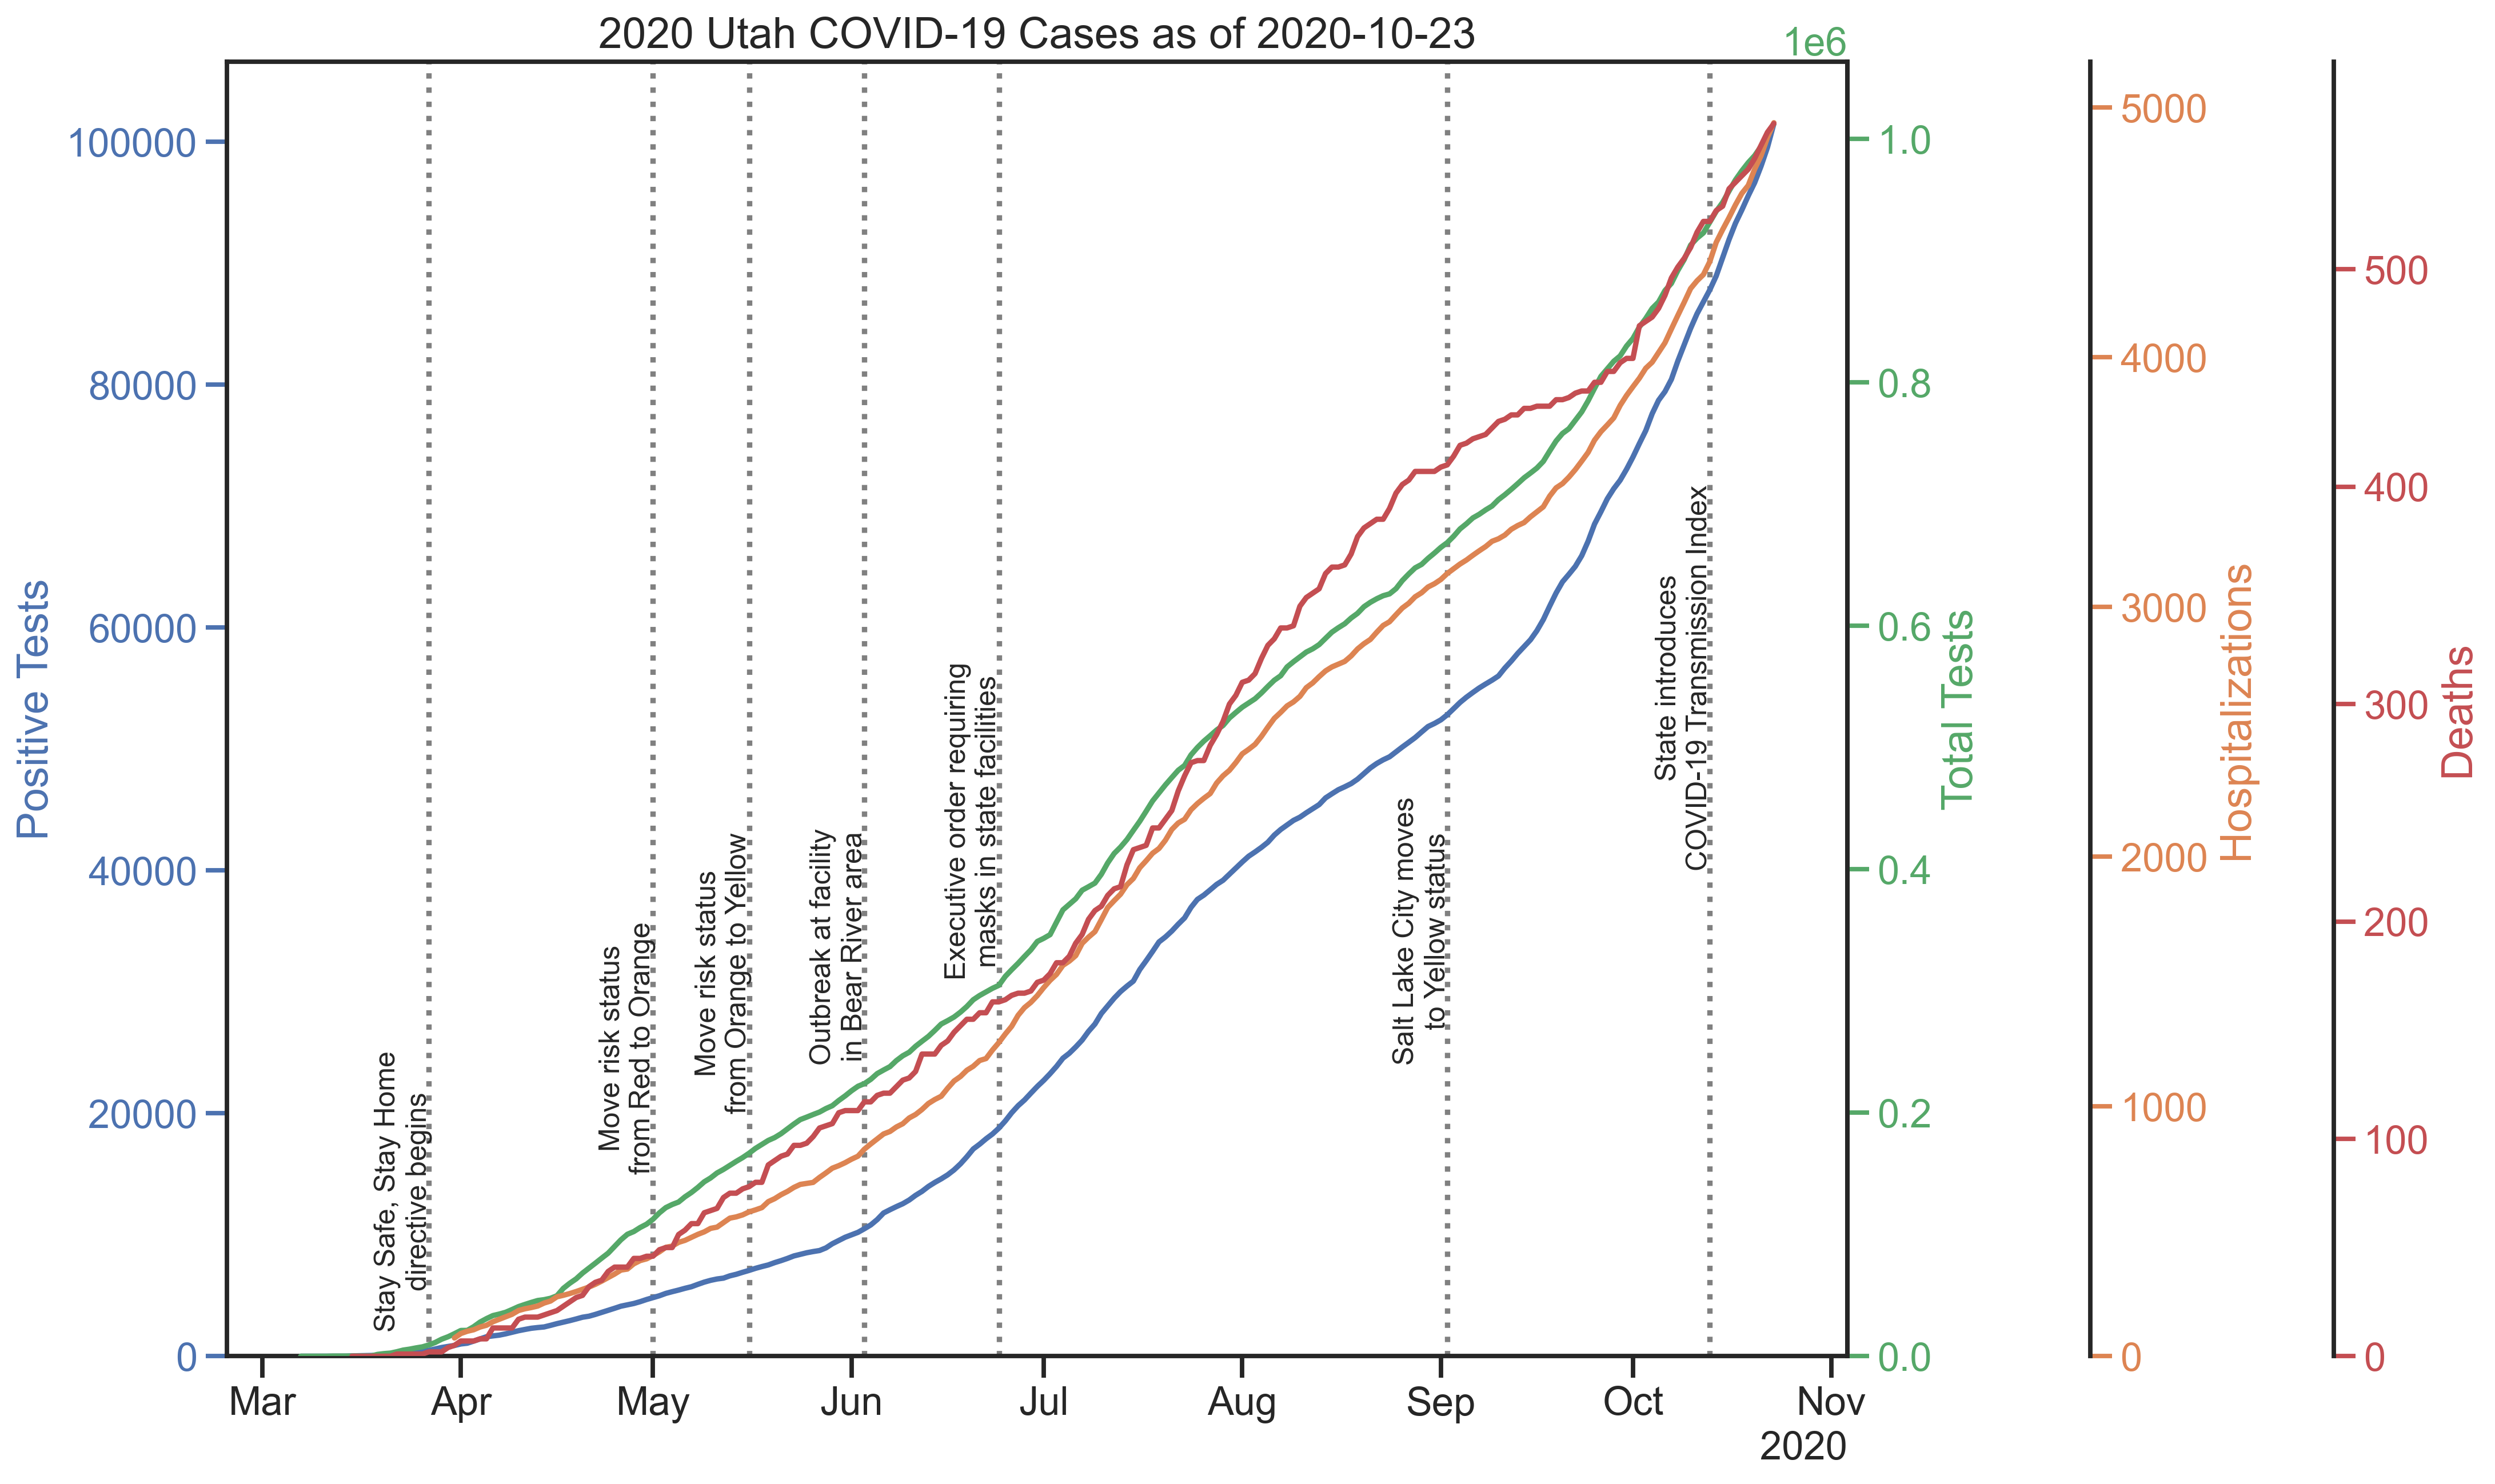 2020 Utah COVID-19 Cases as of 2020-10-23
1e6
100000
80000
60000
40000
20000
0
Positive Tests
Stay Safe, Stay Home
directive begins
Move risk status
from Red to Orange
Move risk status
from Orange to Yellow
Outbreak at facility
in Bear River area
Executive order requiring
masks in state facilities
Salt Lake City moves
to Yellow status
State introduces
COVID-19 Transmission Index
1.0
0.8
0.6
0.4
0.2
0.0
Total Tests
5000
4000
3000
2000
1000
0
Hospitalizations
500
400
300
200
100
0
Deaths
Mar Apr May Jun Jul Aug Sep Oct Nov
2020